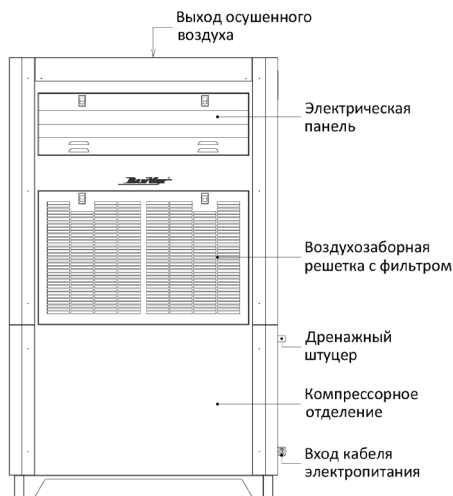 Выход осушенного
воздуха
Электрическая
панель
Воздухозаборная
решетка с фильтром
Дренажный
штуцер
Компрессорное
отделение
Вход кабеля
электропитания